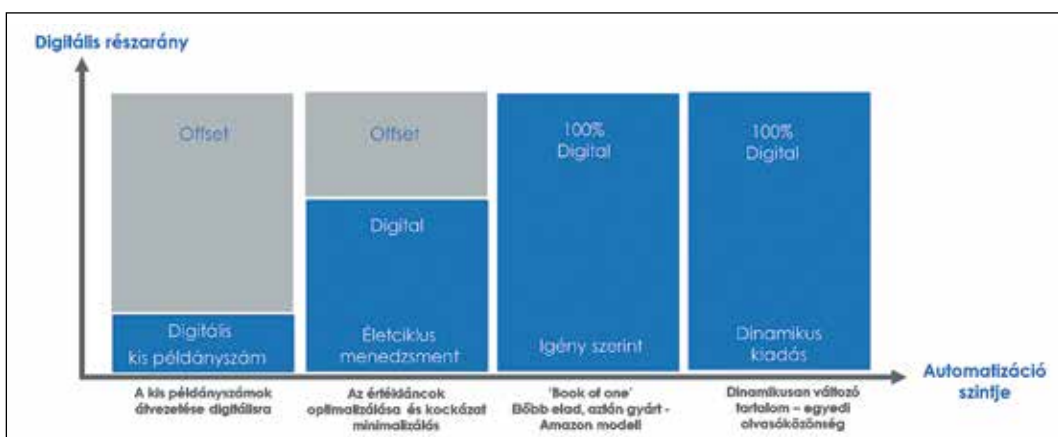 Digitális részarány
Offset
Digitális
kis példányszám
A kis példányszámok
átvezetése digitálisra
Offset
Digital
Életciklus
menedzsment
Az értékláncok
optimalizálása és kockázat
minimalizálás
100%
Digital
Igény szerint
'Book of one'
Előbb elad, aztán gyárt -
Amazon modell
100%
Digital
Dinamikus
kiadás
Dinamikusan változó
tartalom – egyedi
olvasóközönség
Automatizáció
szintje